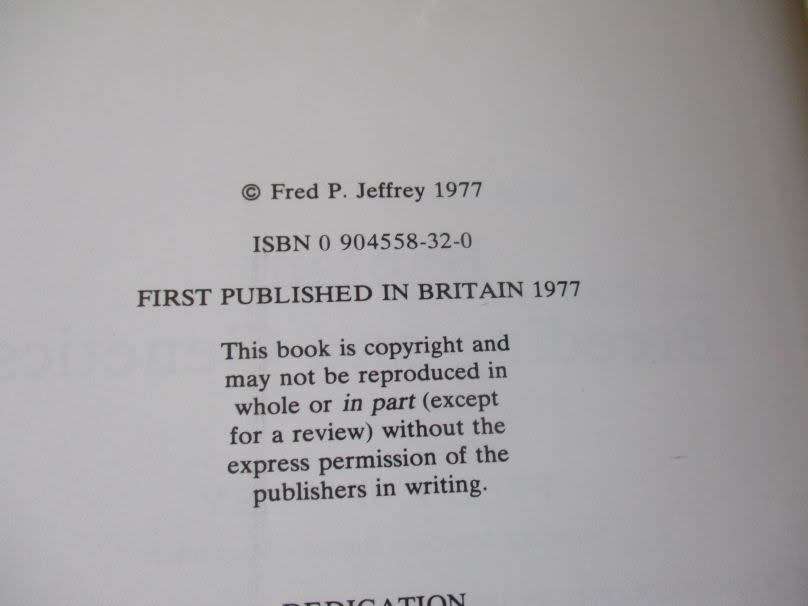 © Fred P. Jeffrey 1977
ISBN 0 904558-32-0
FIRST PUBLISHED IN BRITAIN 1977
This book is copyright and
may not be reproduced in
whole or in part (except
for a review) without the
express permission of the
publishers in writing.
DEDICATION